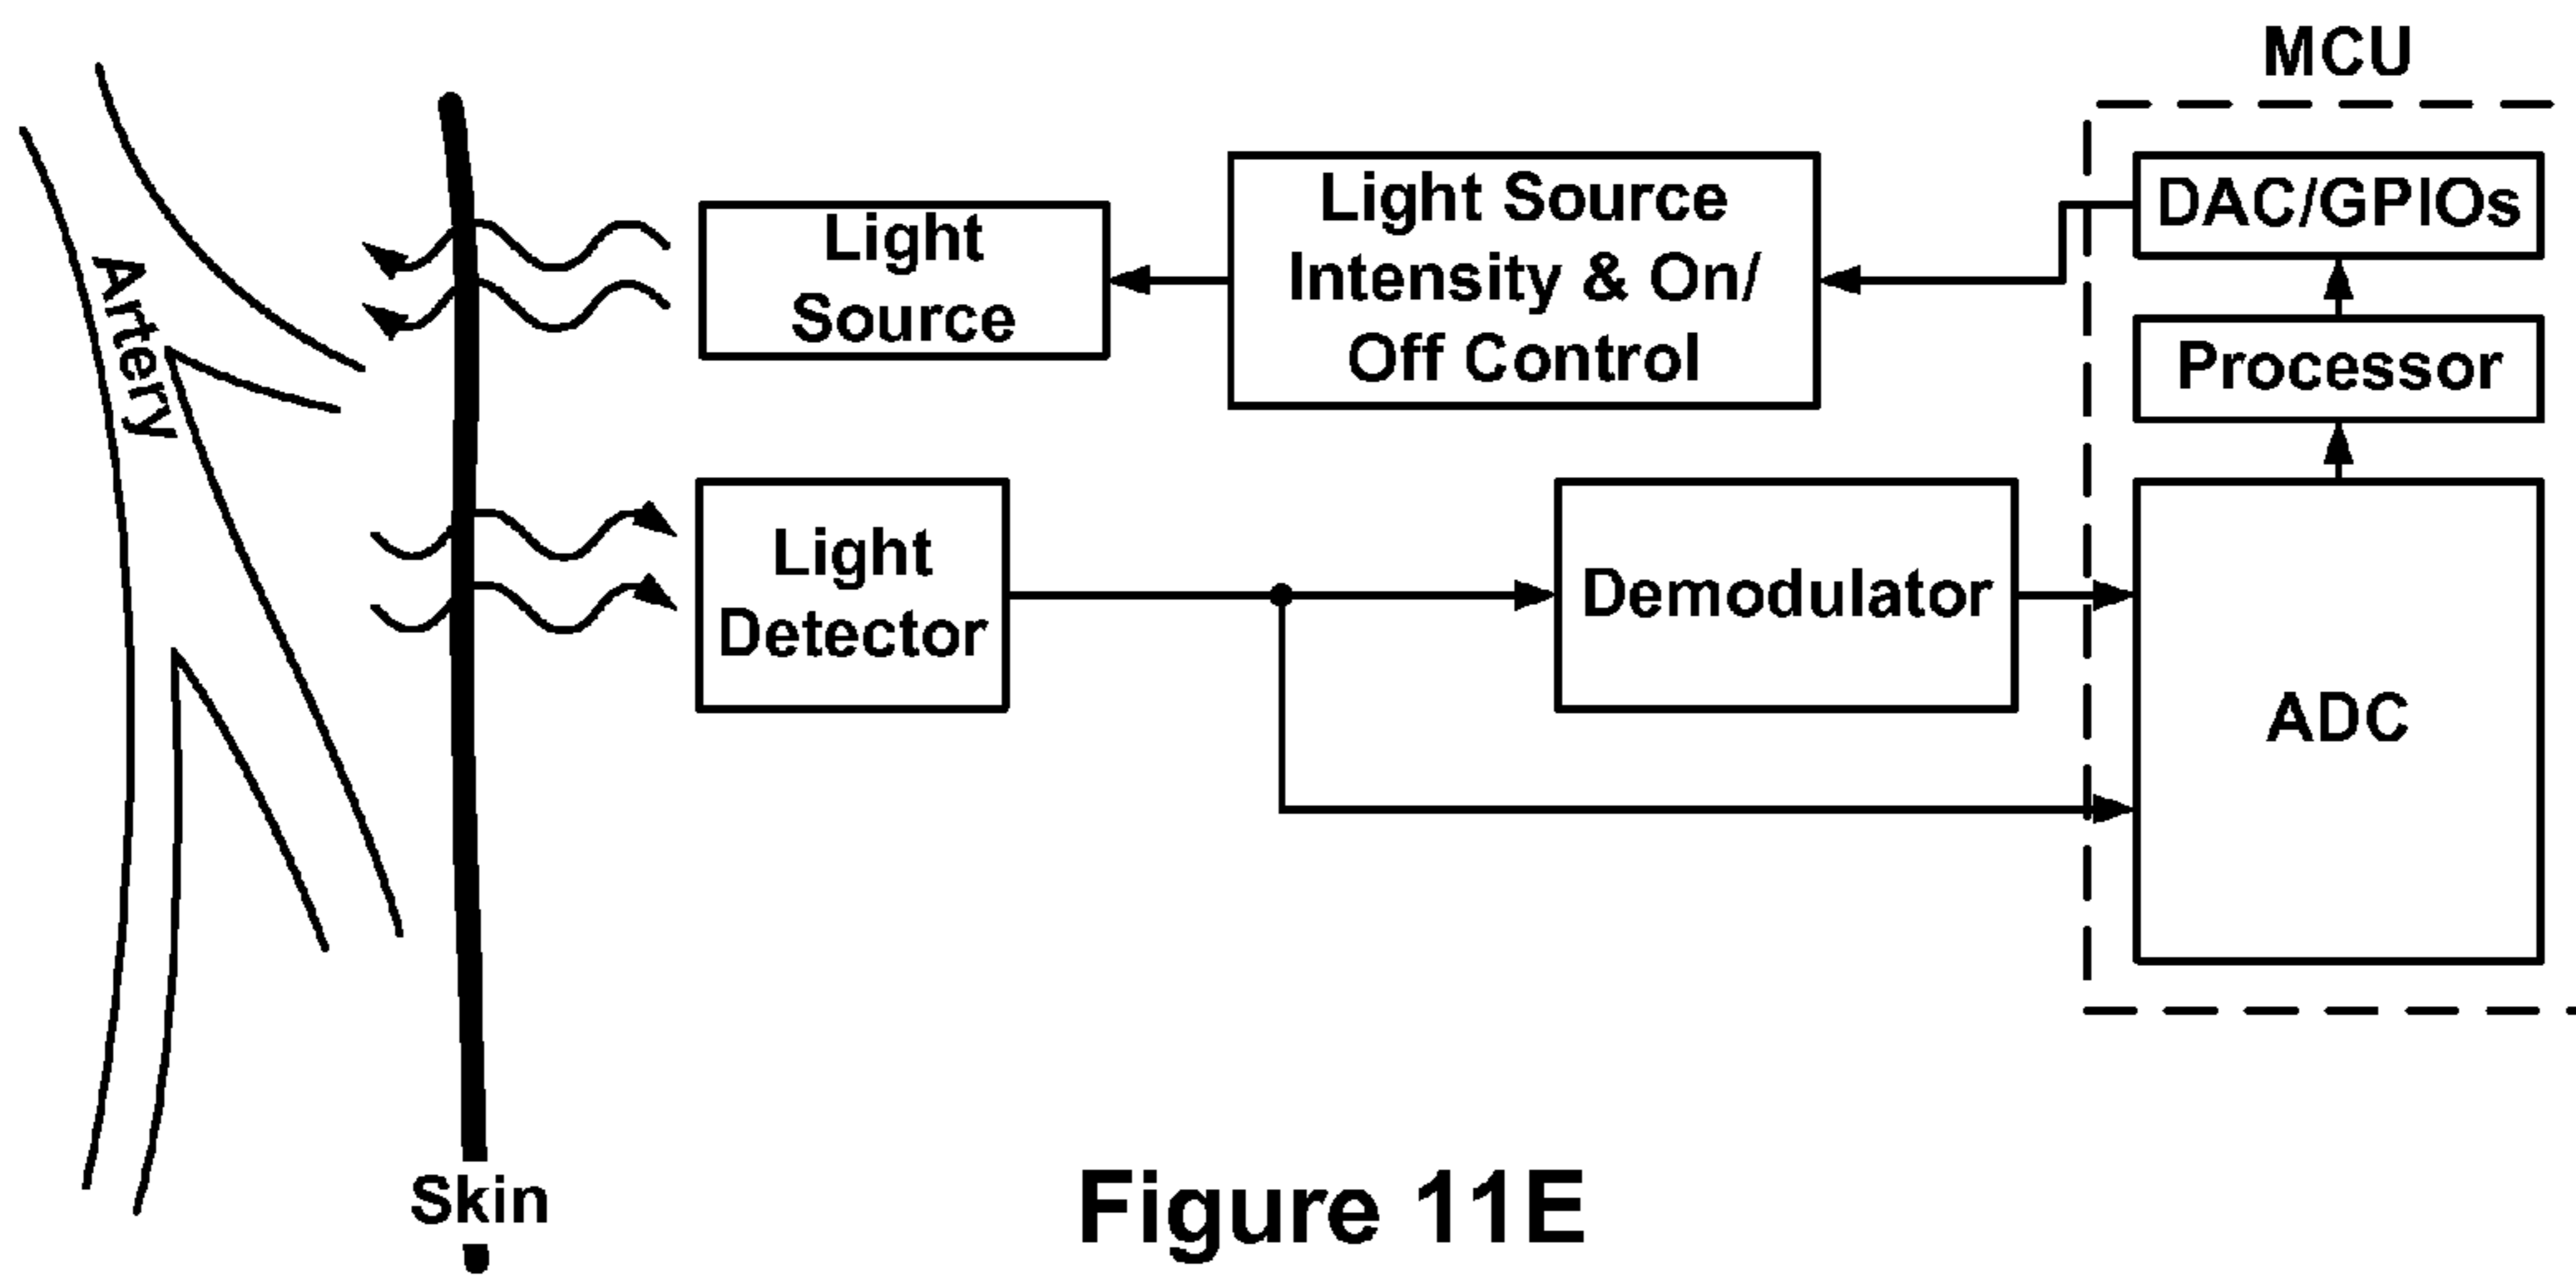 MCU
Light
Source
Light Source
Intensity & On/
Off Control
DAC/GPIOs
Processor
Artery
Light
Detector
Demodulator
ADC
Skin
Figure 11E